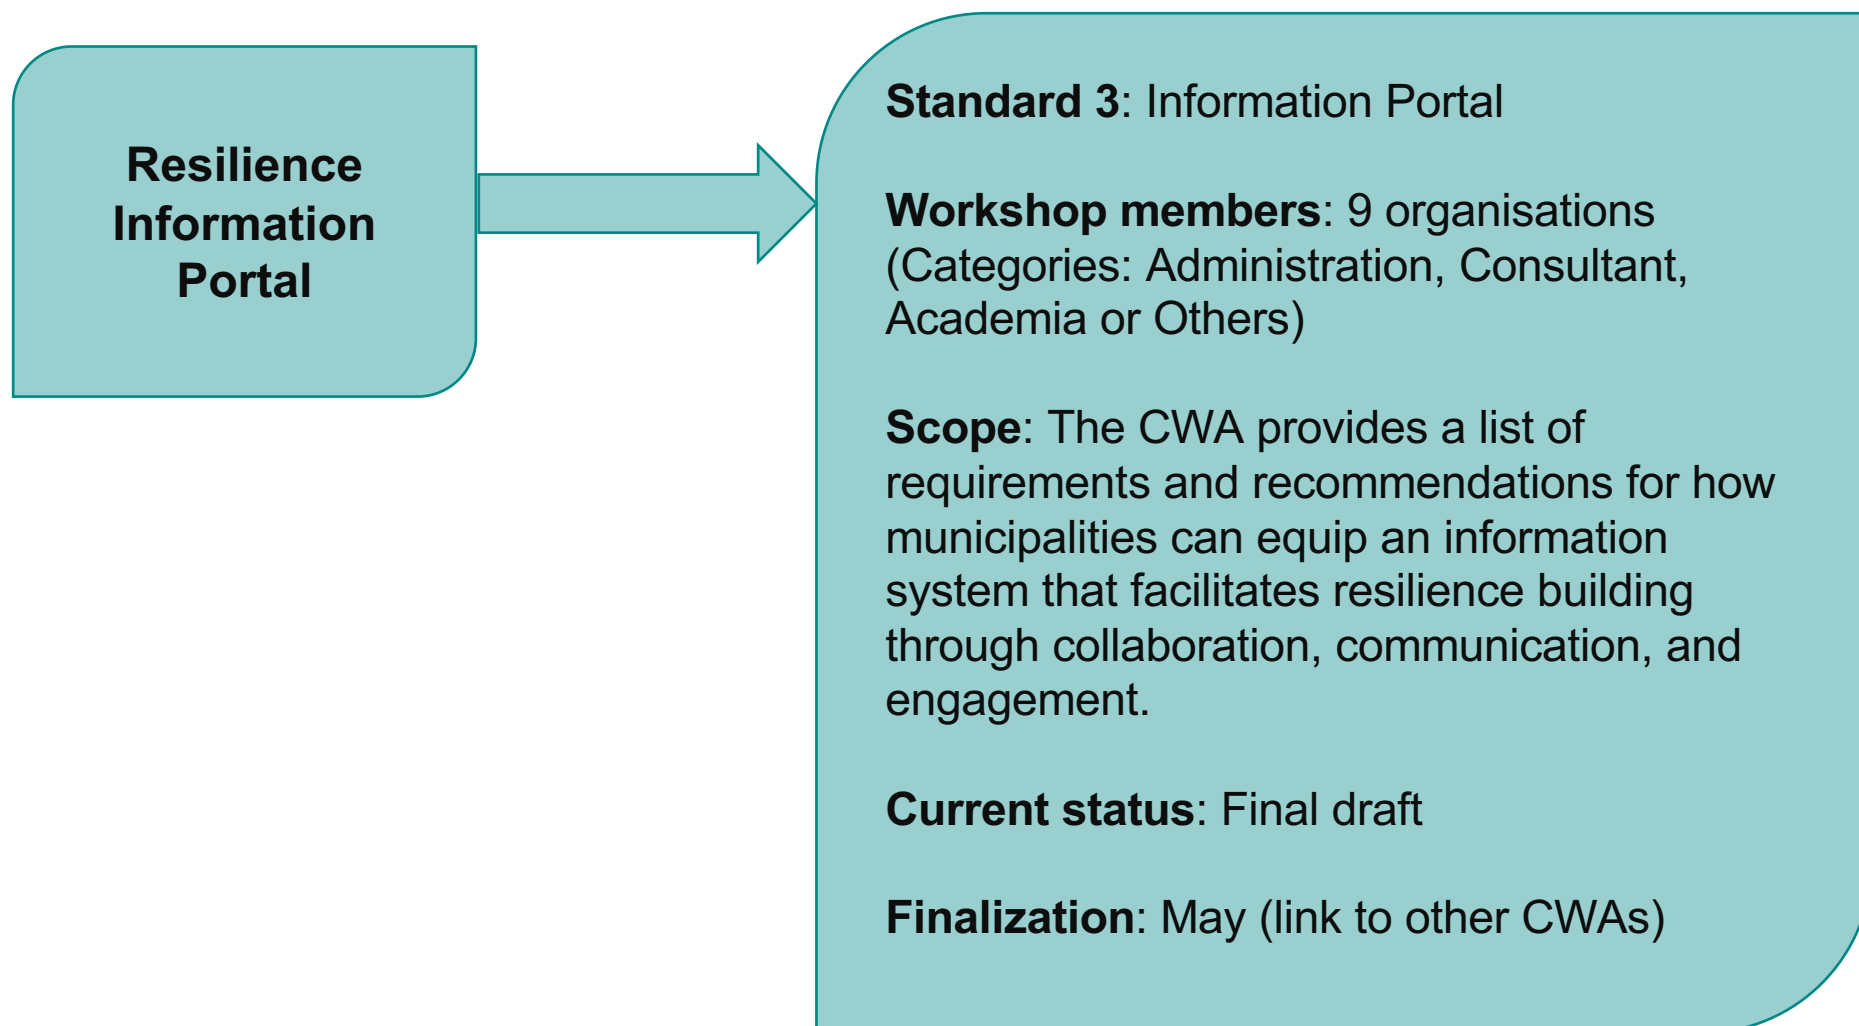 Resilience
Information
Portal
Standard 3: Information Portal
Workshop members: 9 organisations
(Categories: Administration, Consultant,
Academia or Others)
Scope: The CWA provides a list of
requirements and recommendations for how
municipalities can equip an information
system that facilitates resilience building
through collaboration, communication, and
engagement.
Current status: Final draft
Finalization: May (link to other CWAs)